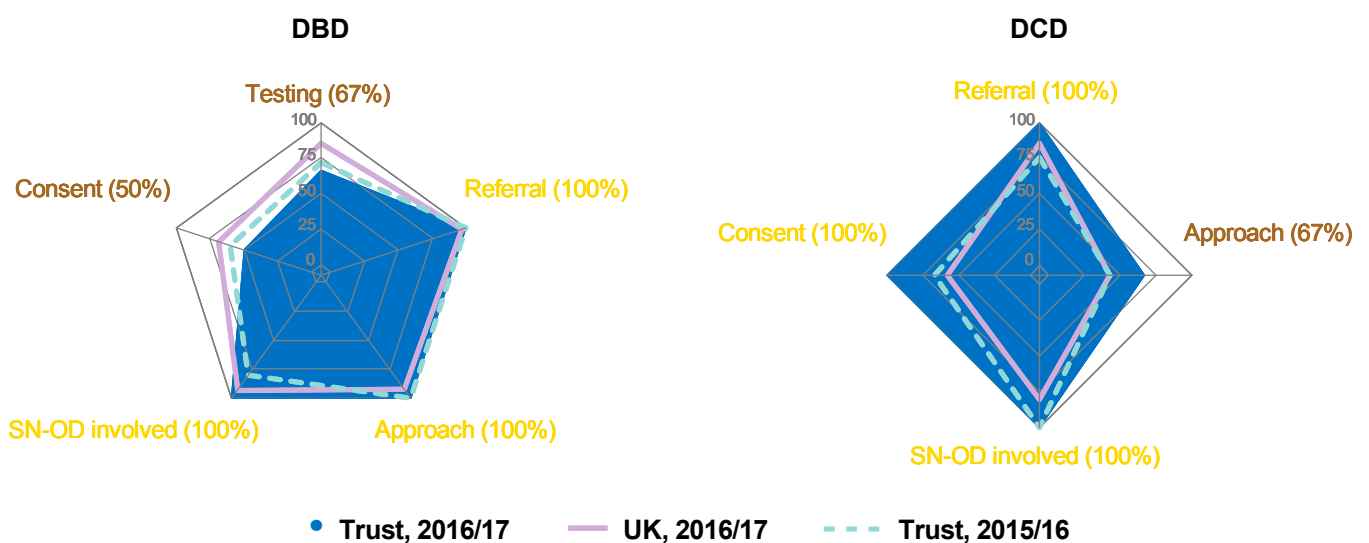 DBD
DCD
Testing (67%)
Referral (100%)
100
75
50
25
0
Consent (50%)
Referral (100%)
SN-OD involved (100%)
Approach (100%)
100
75
50
25
0
Consent (100%)
Approach (67%)
SN-OD involved (100%)
Trust, 2016/17
UK, 2016/17
Trust, 2015/16